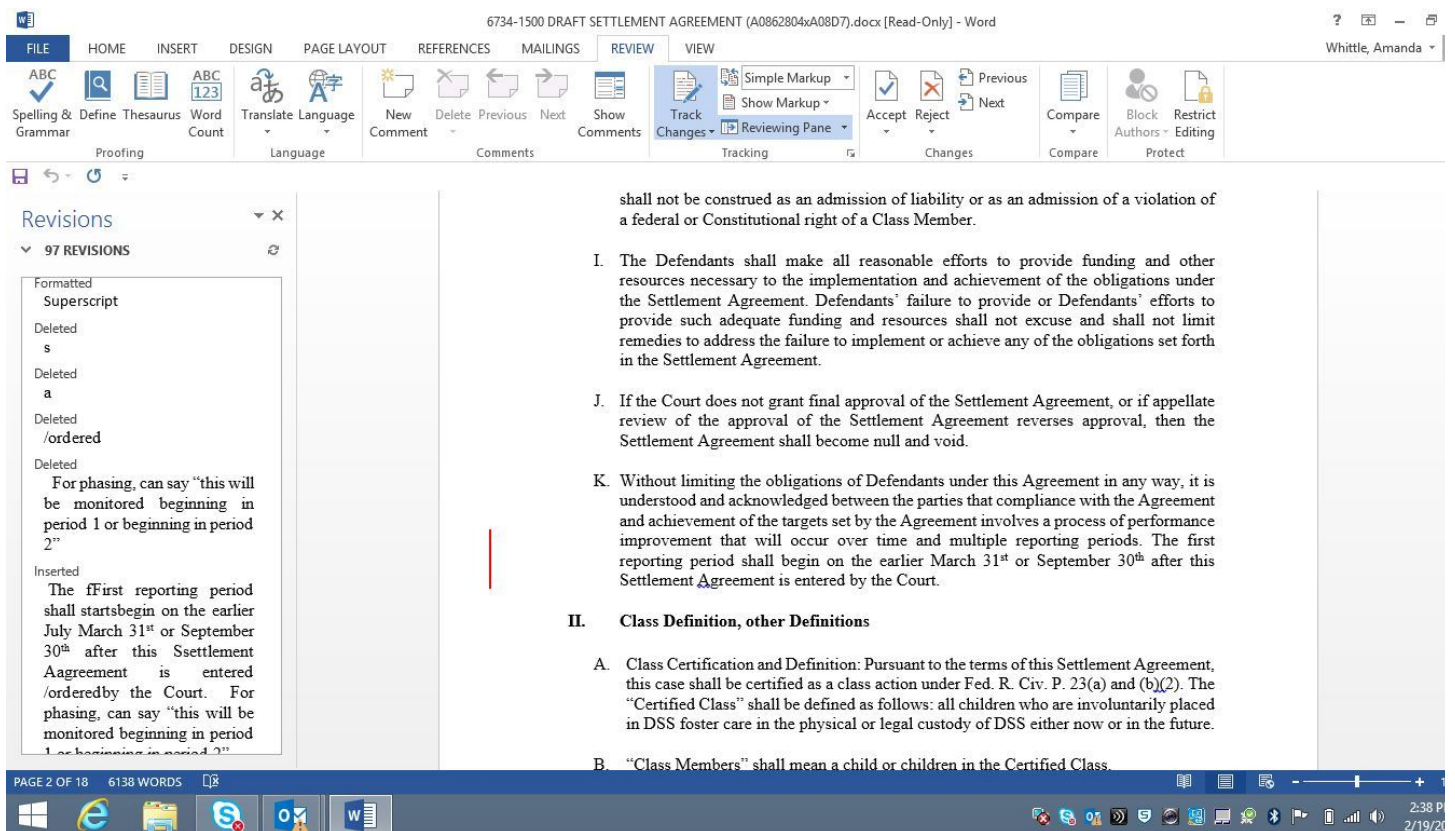 6734-1500 DRAFT SETTLEMENT AGREEMENT (A0862804xA08D7).docx [Read-Only] - Word
FILE HOME INSERT DESIGN PAGE LAYOUT REFERENCES MAILINGS REVIEW VIEW Whittle, Amanda
ABC Spelling & Grammar
Define
Thesaurus
ABC 123 Word Count
Translate
Language
New Comment
Delete
Previous
Next
Show Comments
Track Changes
Simple Markup
Show Markup
Reviewing Pane
Accept
Reject
Previous
Next
Compare
Block Authors
Restrict Editing
Proofing Language Comments Tracking Changes Compare Protect
Revisions
97 REVISIONS
Formatted
Superscript
Deleted
s
Deleted
a
Deleted
/ordered
Deleted
For phasing, can say “this will
be monitored beginning in
period 1 or beginning in period
2”
Inserted
The fFirst reporting period
shall startsbegin on the earlier
July March 31st or September
30th after this Ssettlement
Aagreement is entered
/orderedby the Court. For
phasing, can say “this will be
monitored beginning in period
1 or beginning in period 2”
shall not be construed as an admission of liability or as an admission of a violation of
a federal or Constitutional right of a Class Member.
I. The Defendants shall make all reasonable efforts to provide funding and other
resources necessary to the implementation and achievement of the obligations under
the Settlement Agreement. Defendants’ failure to provide or Defendants’ efforts to
provide such adequate funding and resources shall not excuse and shall not limit
remedies to address the failure to implement or achieve any of the obligations set forth
in the Settlement Agreement.
J. If the Court does not grant final approval of the Settlement Agreement, or if appellate
review of the approval of the Settlement Agreement reverses approval, then the
Settlement Agreement shall become null and void.
K. Without limiting the obligations of Defendants under this Agreement in any way, it is
understood and acknowledged between the parties that compliance with the Agreement
and achievement of the targets set by the Agreement involves a process of performance
improvement that will occur over time and multiple reporting periods. The first
reporting period shall begin on the earlier March 31st or September 30th after this
Settlement Agreement is entered by the Court.
II. Class Definition, other Definitions
A. Class Certification and Definition: Pursuant to the terms of this Settlement Agreement,
this case shall be certified as a class action under Fed. R. Civ. P. 23(a) and (b)(2). The
“Certified Class” shall be defined as follows: all children who are involuntarily placed
in DSS foster care in the physical or legal custody of DSS either now or in the future.
B. “Class Members” shall mean a child or children in the Certified Class.
PAGE 2 OF 18 6138 WORDS
2:38 P
2/19/20